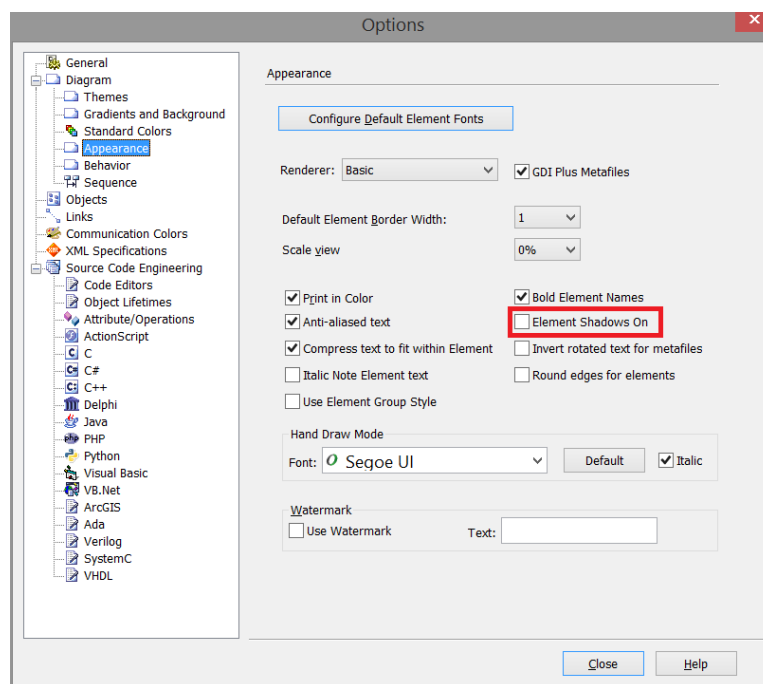 Options
General
Diagram
Themes
Gradients and Background
Standard Colors
Appearance
Behavior
Sequence
Objects
Links
Communication Colors
XML Specifications
Source Code Engineering
Code Editors
Object Lifetimes
Attribute/Operations
ActionScript
C
C#
C++
Delphi
Java
PHP
Python
Visual Basic
VB.Net
ArcGIS
Ada
Verilog
SystemC
VHDL
Appearance
Configure Default Element Fonts
Renderer: Basic GDI Plus Metafiles
Default Element Border Width: 1
Scale view 0%
Print in Color Bold Element Names
Anti-aliased text Element Shadows On
Compress text to fit within Element Invert rotated text for metafiles
Italic Note Element text Round edges for elements
Use Element Group Style
Hand Draw Mode
Font: O Segoe UI Default Italic
Watermark
Use Watermark Text:
Close Help